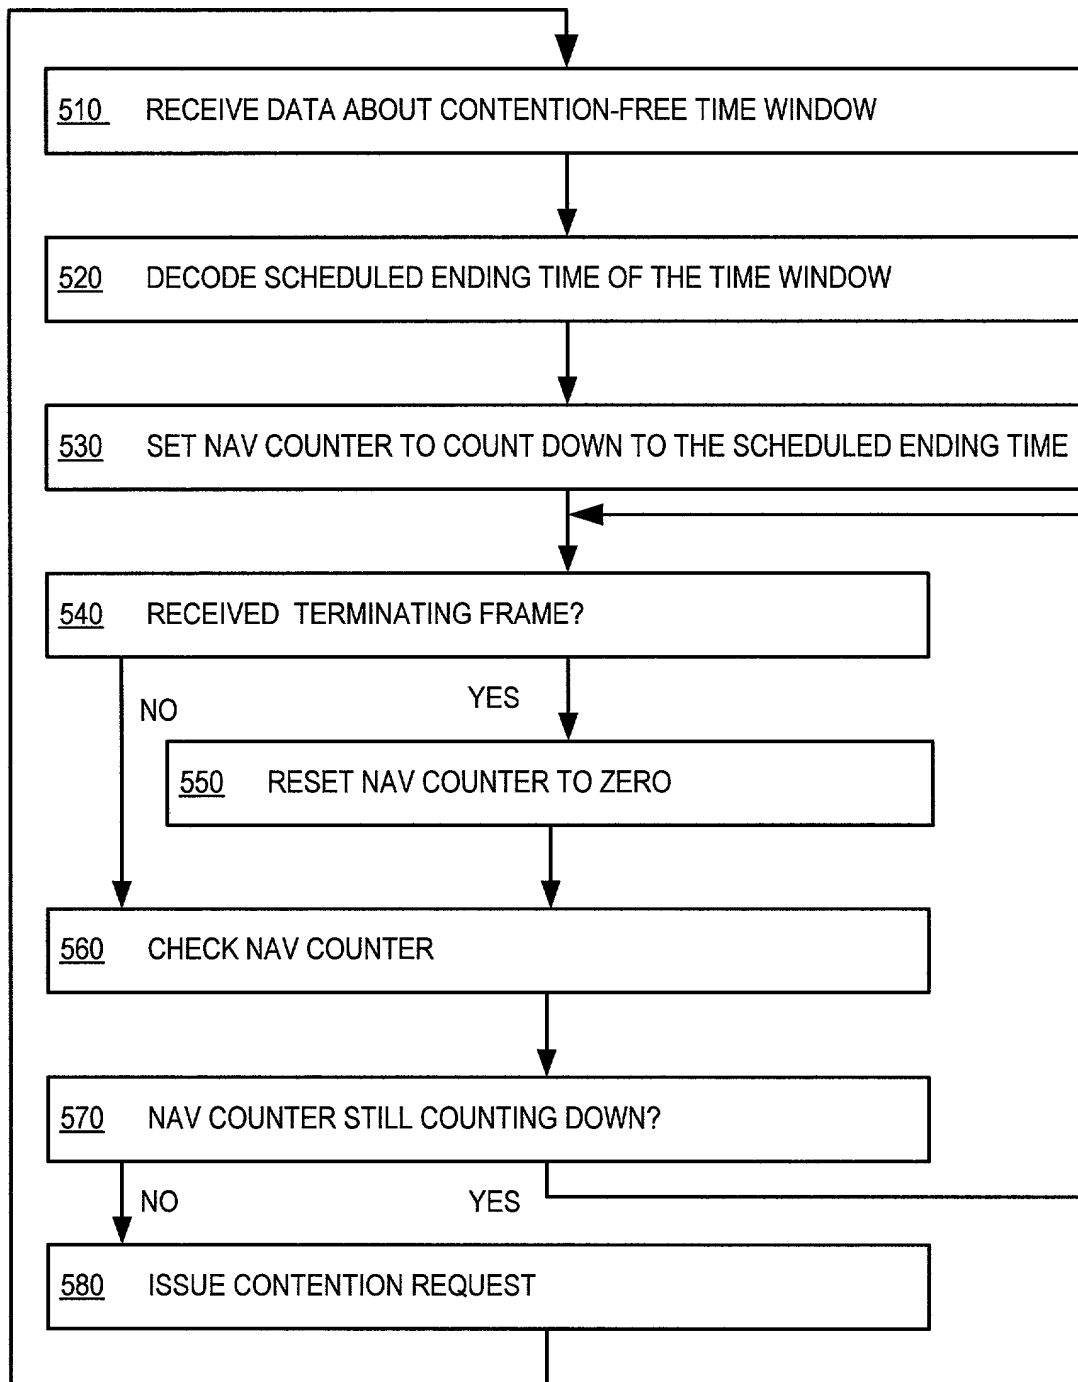 510 RECEIVE DATA ABOUT CONTENTION-FREE TIME WINDOW
520 DECODE SCHEDULED ENDING TIME OF THE TIME WINDOW
530 SET NAV COUNTER TO COUNT DOWN TO THE SCHEDULED ENDING TIME
540 RECEIVED TERMINATING FRAME?
NO YES
550 RESET NAV COUNTER TO ZERO
560 CHECK NAV COUNTER
570 NAV COUNTER STILL COUNTING DOWN?
NO YES
580 ISSUE CONTENTION REQUEST